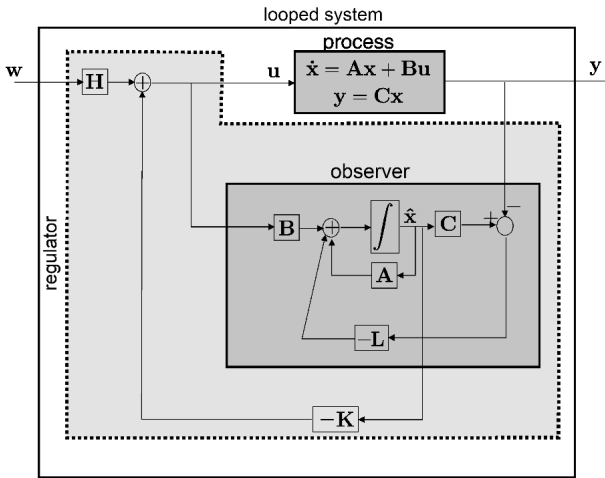 looped system
process
w
H
u
ẋ = Ax + Bu
y = Cx
y
observer
B
∫
x̂
C
+
−
A
−L
regulator
−K